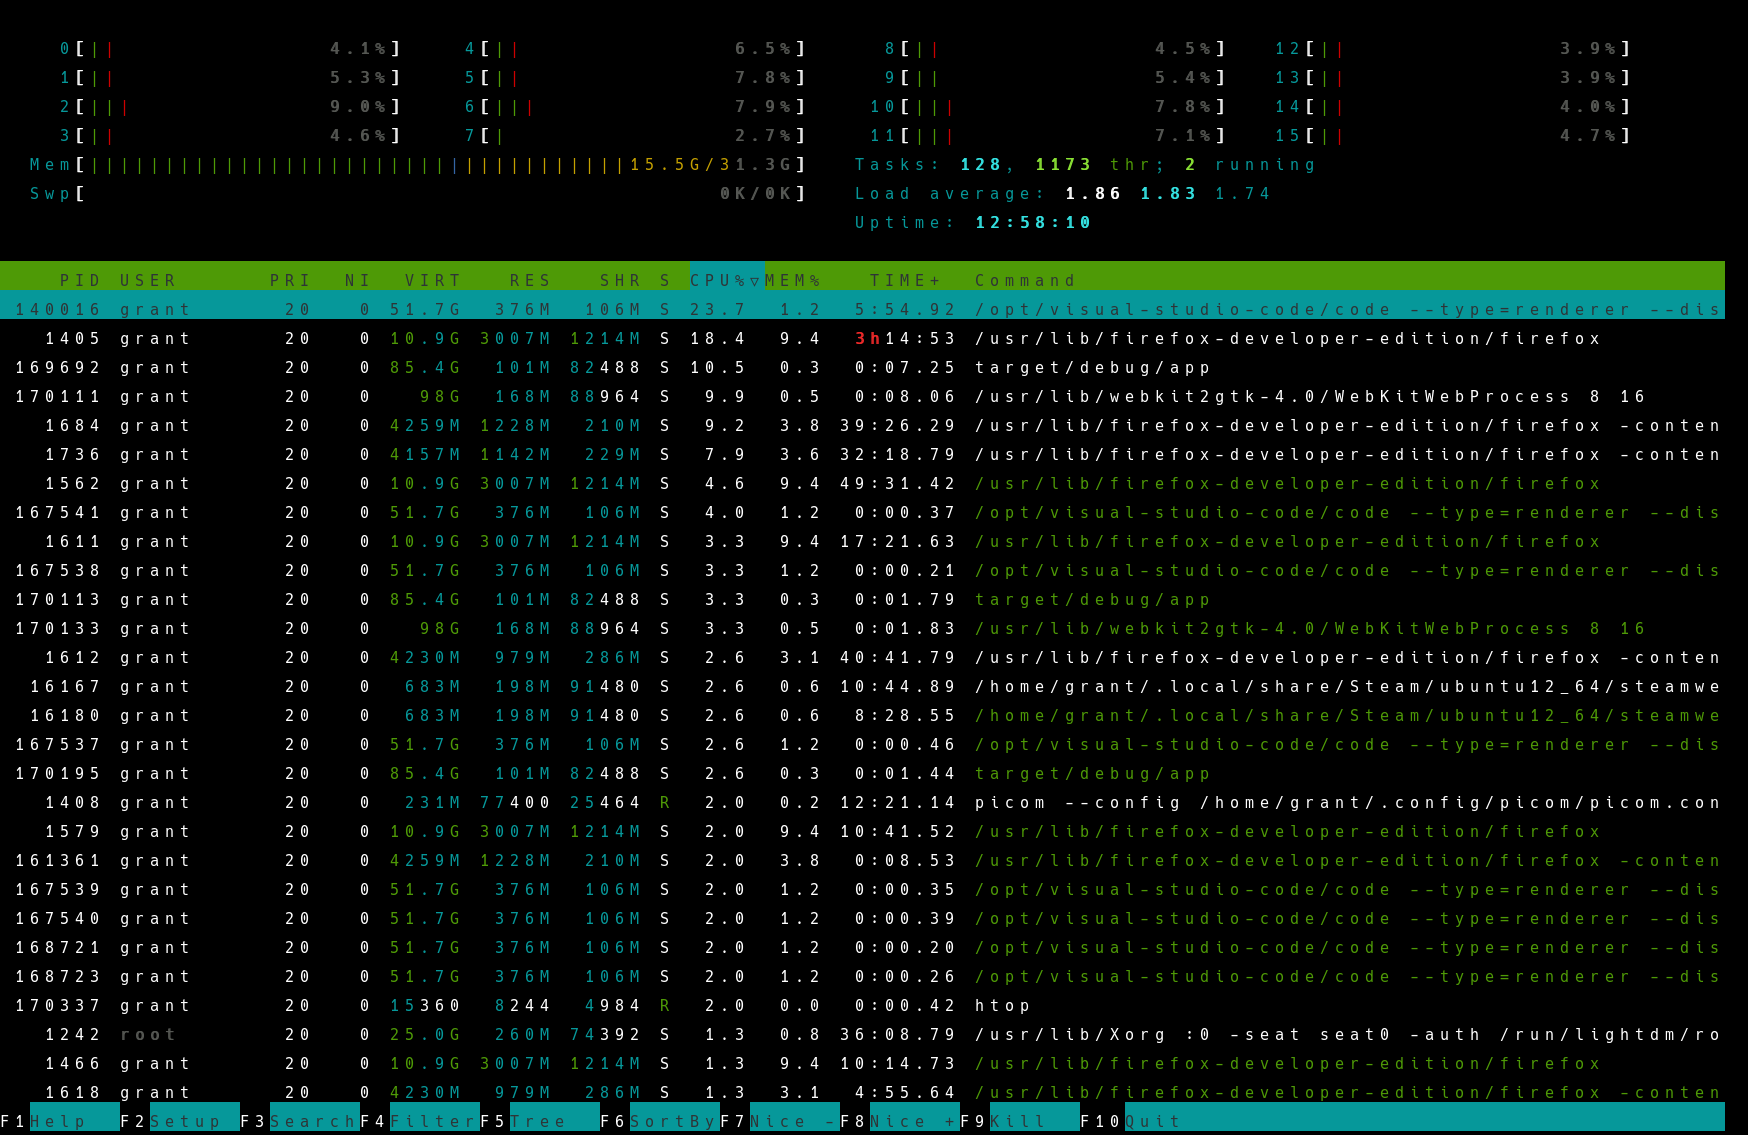 0[|| 4.1%] 4[|| 6.5%] 8[|| 4.5%] 12[|| 3.9%]
1[|| 5.3%] 5[|| 7.8%] 9[|| 5.4%] 13[|| 3.9%]
2[||| 9.0%] 6[||| 7.9%] 10[||| 7.8%] 14[|| 4.0%]
3[|| 4.6%] 7[| 2.7%] 11[||| 7.1%] 15[|| 4.7%]
Mem[||||||||||||||||||||||||||||||||||||15.5G/31.3G] Tasks: 128, 1173 thr; 2 running
Swp[ 0K/0K] Load average: 1.86 1.83 1.74
Uptime: 12:58:10
PID USER PRI NI VIRT RES SHR S CPU%▽MEM% TIME+ Command
140016 grant 20 0 51.7G 376M 106M S 23.7 1.2 5:54.92 /opt/visual-studio-code/code --type=renderer --dis
1405 grant 20 0 10.9G 3007M 1214M S 18.4 9.4 3h14:53 /usr/lib/firefox-developer-edition/firefox
169692 grant 20 0 85.4G 101M 82488 S 10.5 0.3 0:07.25 target/debug/app
170111 grant 20 0 98G 168M 88964 S 9.9 0.5 0:08.06 /usr/lib/webkit2gtk-4.0/WebKitWebProcess 8 16
1684 grant 20 0 4259M 1228M 210M S 9.2 3.8 39:26.29 /usr/lib/firefox-developer-edition/firefox -conten
1736 grant 20 0 4157M 1142M 229M S 7.9 3.6 32:18.79 /usr/lib/firefox-developer-edition/firefox -conten
1562 grant 20 0 10.9G 3007M 1214M S 4.6 9.4 49:31.42 /usr/lib/firefox-developer-edition/firefox
167541 grant 20 0 51.7G 376M 106M S 4.0 1.2 0:00.37 /opt/visual-studio-code/code --type=renderer --dis
1611 grant 20 0 10.9G 3007M 1214M S 3.3 9.4 17:21.63 /usr/lib/firefox-developer-edition/firefox
167538 grant 20 0 51.7G 376M 106M S 3.3 1.2 0:00.21 /opt/visual-studio-code/code --type=renderer --dis
170113 grant 20 0 85.4G 101M 82488 S 3.3 0.3 0:01.79 target/debug/app
170133 grant 20 0 98G 168M 88964 S 3.3 0.5 0:01.83 /usr/lib/webkit2gtk-4.0/WebKitWebProcess 8 16
1612 grant 20 0 4230M 979M 286M S 2.6 3.1 40:41.79 /usr/lib/firefox-developer-edition/firefox -conten
16167 grant 20 0 683M 198M 91480 S 2.6 0.6 10:44.89 /home/grant/.local/share/Steam/ubuntu12_64/steamwe
16180 grant 20 0 683M 198M 91480 S 2.6 0.6 8:28.55 /home/grant/.local/share/Steam/ubuntu12_64/steamwe
167537 grant 20 0 51.7G 376M 106M S 2.6 1.2 0:00.46 /opt/visual-studio-code/code --type=renderer --dis
170195 grant 20 0 85.4G 101M 82488 S 2.6 0.3 0:01.44 target/debug/app
1408 grant 20 0 231M 77400 25464 R 2.0 0.2 12:21.14 picom --config /home/grant/.config/picom/picom.con
1579 grant 20 0 10.9G 3007M 1214M S 2.0 9.4 10:41.52 /usr/lib/firefox-developer-edition/firefox
161361 grant 20 0 4259M 1228M 210M S 2.0 3.8 0:08.53 /usr/lib/firefox-developer-edition/firefox -conten
167539 grant 20 0 51.7G 376M 106M S 2.0 1.2 0:00.35 /opt/visual-studio-code/code --type=renderer --dis
167540 grant 20 0 51.7G 376M 106M S 2.0 1.2 0:00.39 /opt/visual-studio-code/code --type=renderer --dis
168721 grant 20 0 51.7G 376M 106M S 2.0 1.2 0:00.20 /opt/visual-studio-code/code --type=renderer --dis
168723 grant 20 0 51.7G 376M 106M S 2.0 1.2 0:00.26 /opt/visual-studio-code/code --type=renderer --dis
170337 grant 20 0 15360 8244 4984 R 2.0 0.0 0:00.42 htop
1242 root 20 0 25.0G 260M 74392 S 1.3 0.8 36:08.79 /usr/lib/Xorg :0 -seat seat0 -auth /run/lightdm/ro
1466 grant 20 0 10.9G 3007M 1214M S 1.3 9.4 10:14.73 /usr/lib/firefox-developer-edition/firefox
1618 grant 20 0 4230M 979M 286M S 1.3 3.1 4:55.64 /usr/lib/firefox-developer-edition/firefox -conten
F1Help F2Setup F3SearchF4FilterF5Tree F6SortByF7Nice -F8Nice +F9Kill F10Quit